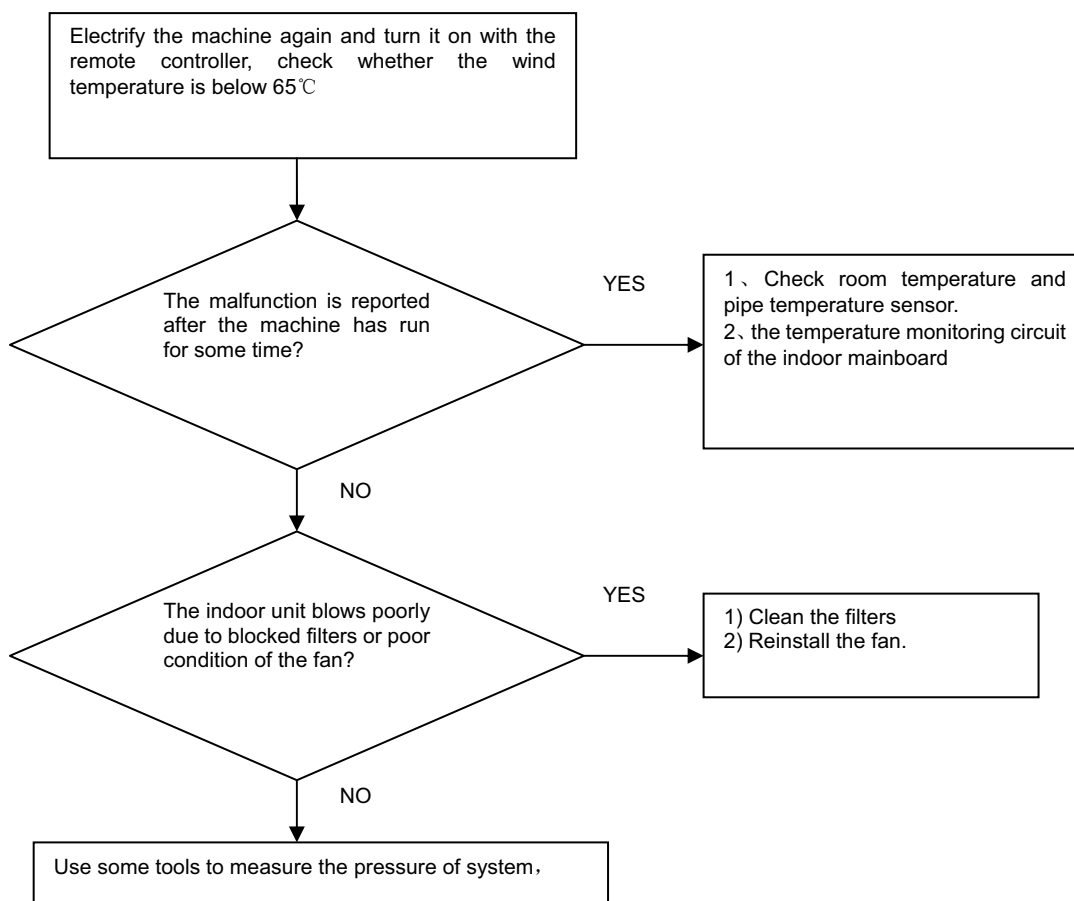 Electrify the machine again and turn it on with the
remote controller, check whether the wind
temperature is below 65℃
The malfunction is reported
after the machine has run
for some time?
YES
1、Check room temperature and
pipe temperature sensor.
2、the temperature monitoring circuit
of the indoor mainboard
NO
The indoor unit blows poorly
due to blocked filters or poor
condition of the fan?
YES
1) Clean the filters
2) Reinstall the fan.
NO
Use some tools to measure the pressure of system，